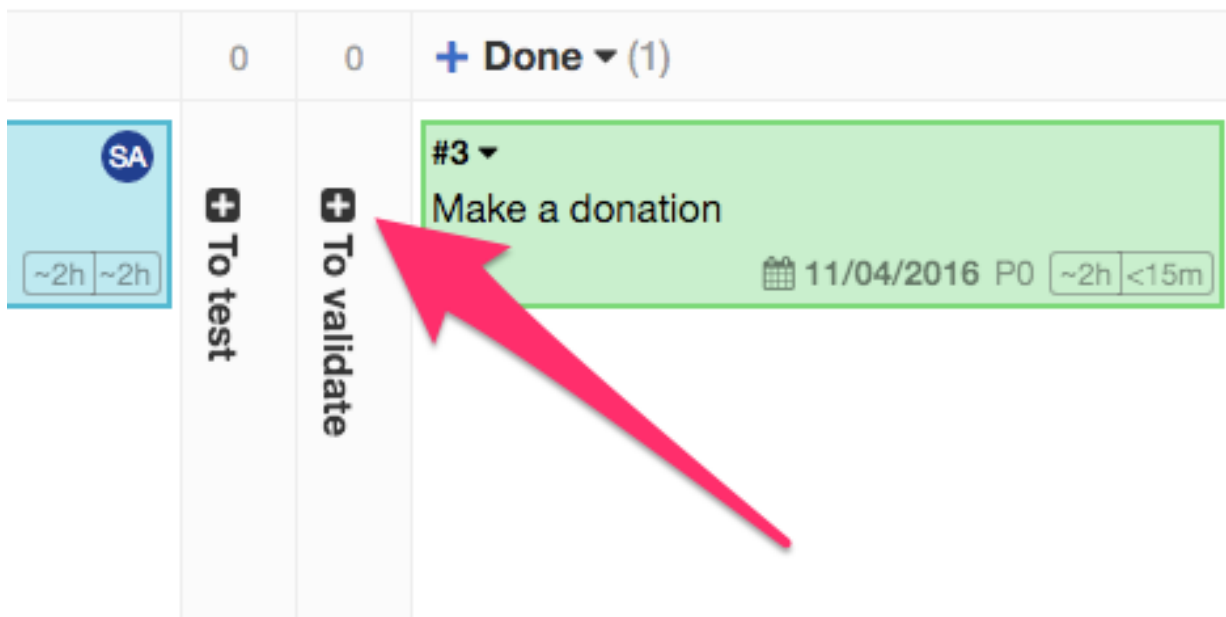 0
0
Done (1)
SA
~2h ~2h
To test
To validate
#3
Make a donation
11/04/2016 P0 ~2h <15m